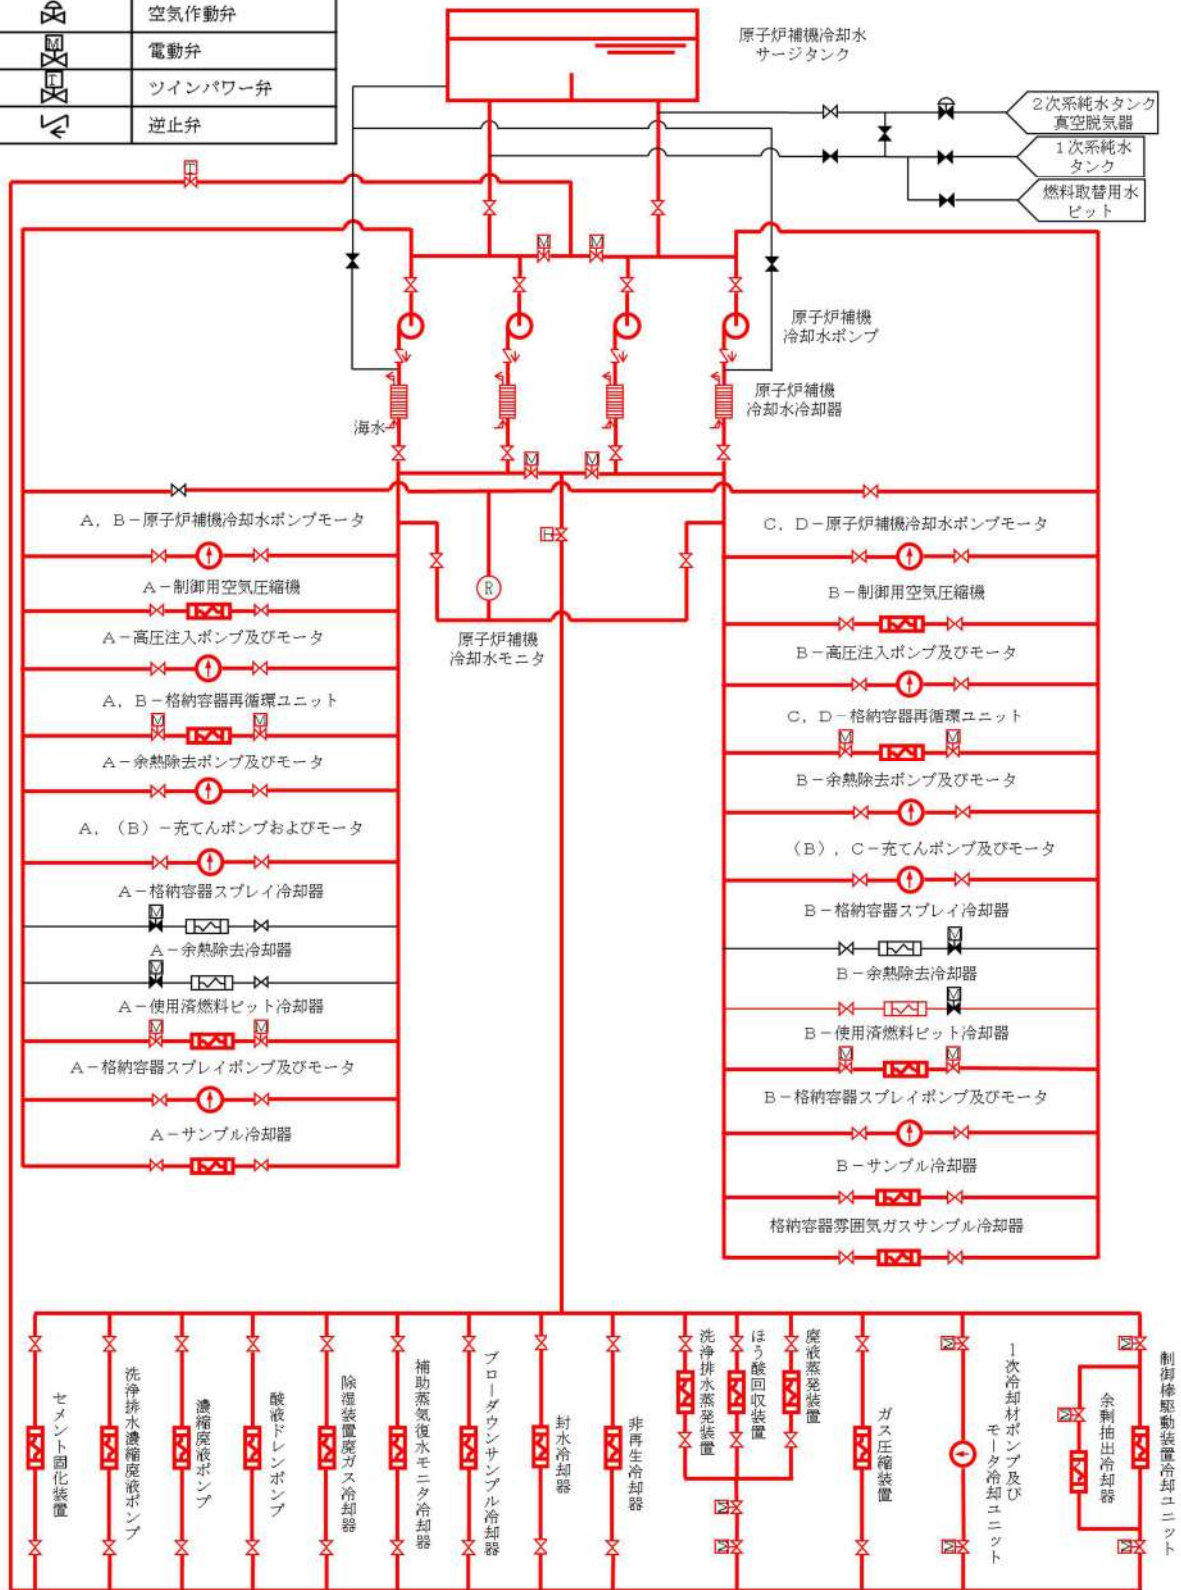 空気作動弁
M
電動弁
T
ツインパワー弁
逆止弁
原子炉補機冷却水
サージタンク
2次系純水タンク
真空脱気器
1次系純水
タンク
燃料取替用水
ピット
T
M
M
原子炉補機
冷却水ポンプ
原子炉補機
冷却水冷却器
海水
M
M
A，B－原子炉補機冷却水ポンプモータ
A－制御用空気圧縮機
A－高圧注入ポンプ及びモータ
A，B－格納容器再循環ユニット
M
M
A－余熱除去ポンプ及びモータ
A，（B）－充てんポンプおよびモータ
A－格納容器スプレイ冷却器
M
A－余熱除去冷却器
M
A－使用済燃料ピット冷却器
M
M
A－格納容器スプレイポンプ及びモータ
A－サンプル冷却器
T
R
原子炉補機
冷却水モニタ
C，D－原子炉補機冷却水ポンプモータ
B－制御用空気圧縮機
B－高圧注入ポンプ及びモータ
C，D－格納容器再循環ユニット
M
M
B－余熱除去ポンプ及びモータ
（B），C－充てんポンプ及びモータ
B－格納容器スプレイ冷却器
M
B－余熱除去冷却器
M
B－使用済燃料ピット冷却器
M
M
B－格納容器スプレイポンプ及びモータ
B－サンプル冷却器
格納容器雰囲気ガスサンプル冷却器
セメント固化装置
洗浄排水濃縮廃液ポンプ
濃縮廃液ポンプ
酸液ドレンポンプ
除湿装置廃ガス冷却器
補助蒸気復水モニタ冷却器
ブローダウンサンプル冷却器
封水冷却器
非再生冷却器
洗浄排水蒸発装置
ほう酸回収装置
廃液蒸発装置
M
M
ガス圧縮装置
M
M
1次冷却材ポンプ及び
モータ冷却ユニット
M
余剰抽出冷却器
M
M
制御棒駆動装置冷却ユニット